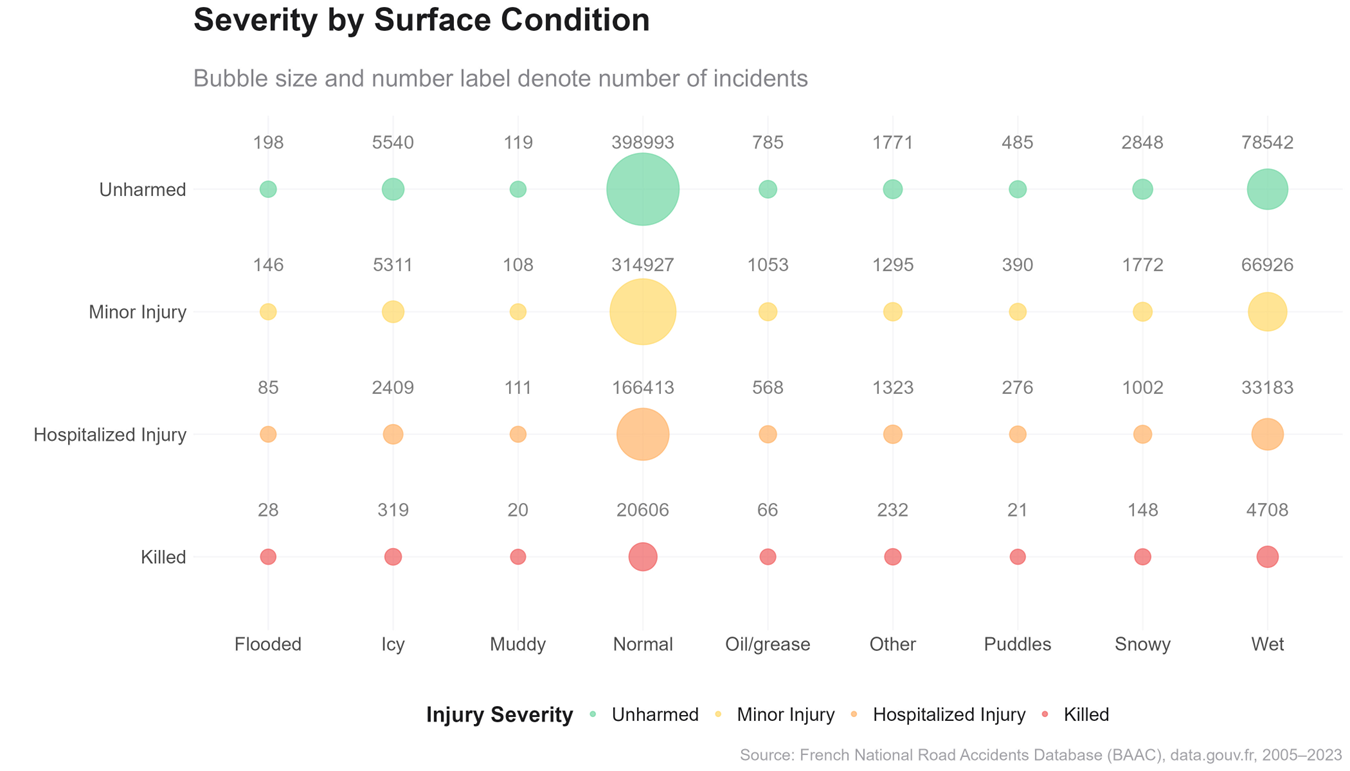 Severity by Surface Condition
Bubble size and number label denote number of incidents
198 5540 119 398993 785 1771 485 2848 78542
Unharmed
146 5311 108 314927 1053 1295 390 1772 66926
Minor Injury
85 2409 111 166413 568 1323 276 1002 33183
Hospitalized Injury
28 319 20 20606 66 232 21 148 4708
Killed
Flooded Icy Muddy Normal Oil/grease Other Puddles Snowy Wet
Injury Severity Unharmed Minor Injury Hospitalized Injury Killed
Source: French National Road Accidents Database (BAAC), data.gouv.fr, 2005–2023